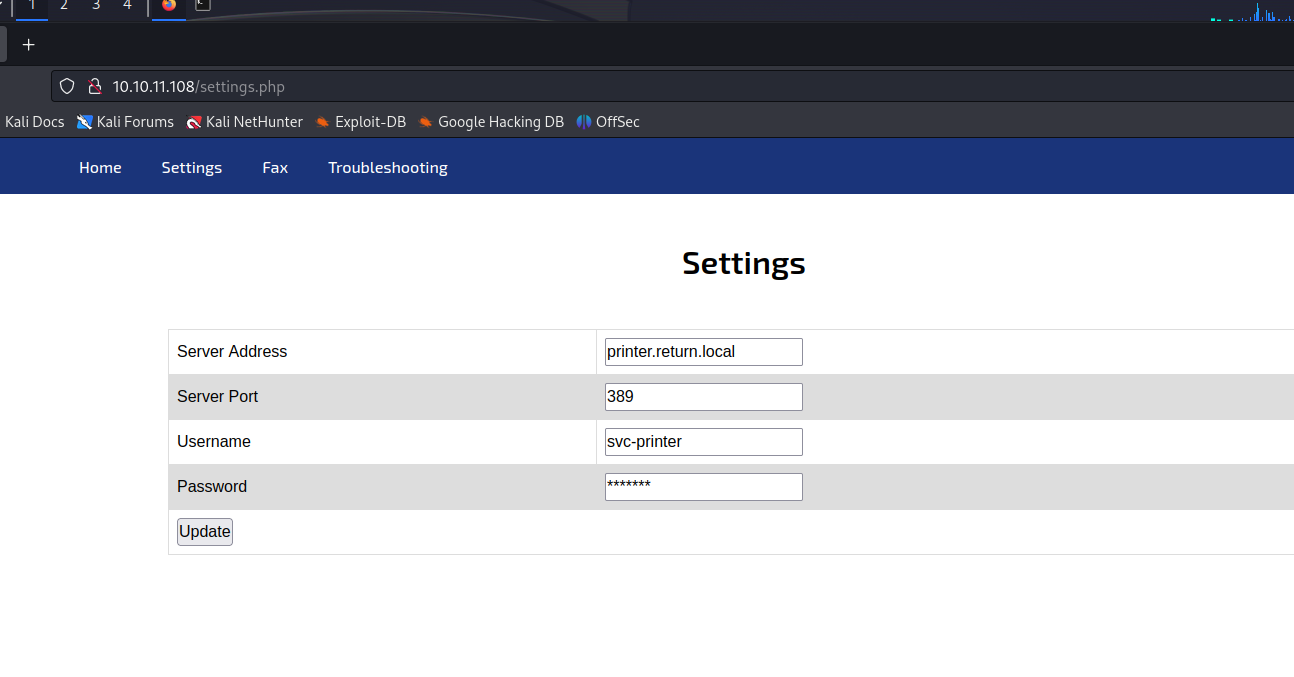 1 2 3 4
+
10.10.11.108/settings.php
Kali Docs Kali Forums Kali NetHunter Exploit-DB Google Hacking DB OffSec
Home Settings Fax Troubleshooting
Settings
Server Address printer.return.local
Server Port 389
Username svc-printer
Password *******
Update